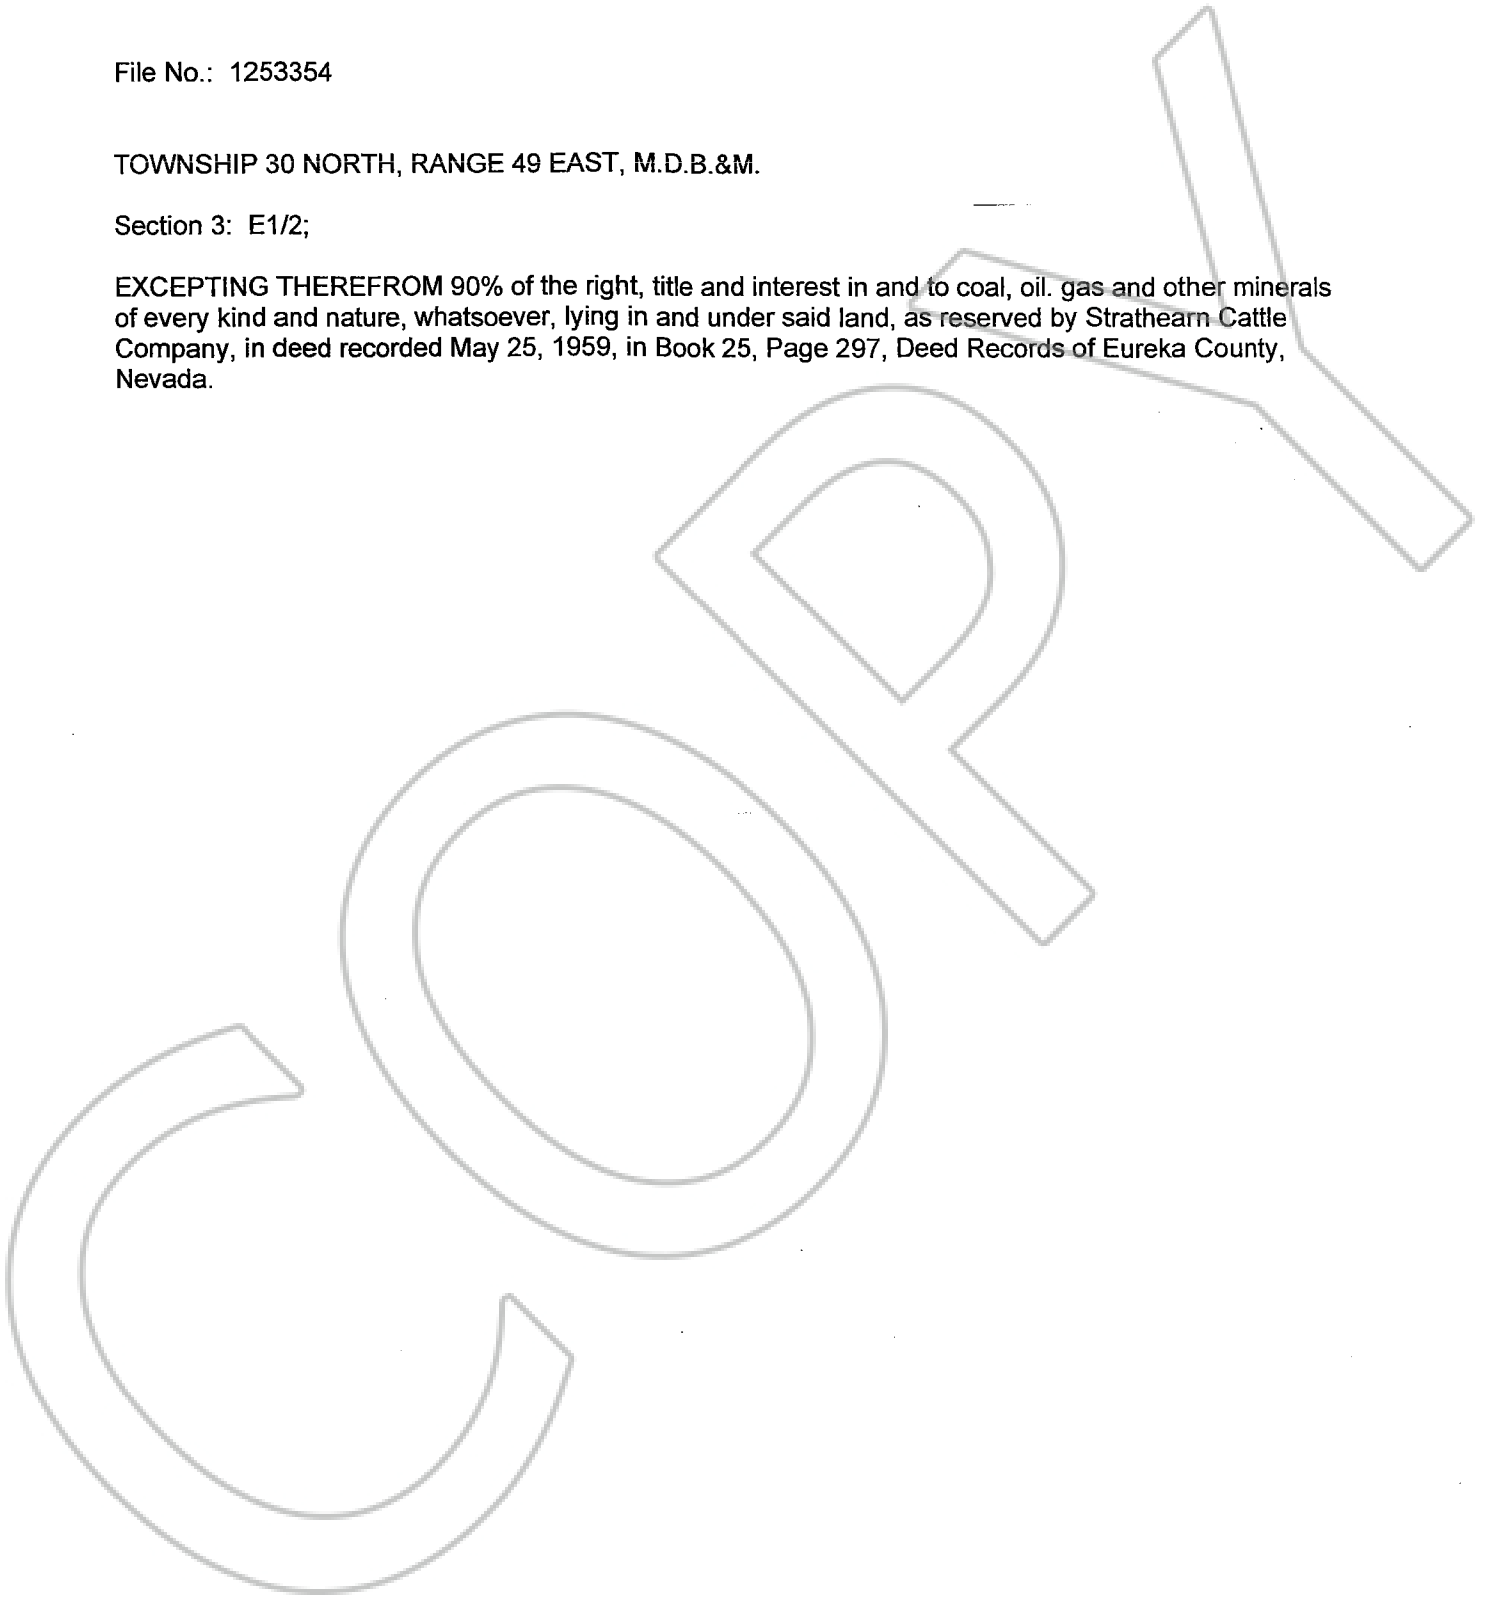 File No.: 1253354
TOWNSHIP 30 NORTH, RANGE 49 EAST, M.D.B.&M.
Section 3: E1/2;
EXCEPTING THEREFROM 90% of the right, title and interest in and to coal, oil. gas and other minerals
of every kind and nature, whatsoever, lying in and under said land, as reserved by Strathearn Cattle
Company, in deed recorded May 25, 1959, in Book 25, Page 297, Deed Records of Eureka County,
Nevada.
COPY